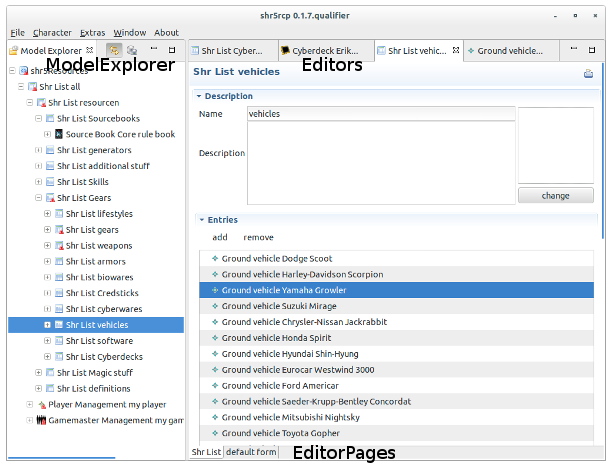 shr5rcp 0.1.7.qualifier
File Character Extras Window About
Model Explorer
Shr List Cyber... Cyberdeck Erik... Shr List vehic... Ground vehicle...
ModelExplorer
Editors
shr5Resources
Shr List all
Shr List resourcen
Shr List Sourcebooks
Source Book Core rule book
Shr List generators
Shr List additional stuff
Shr List Skills
Shr List Gears
Shr List lifestyles
Shr List gears
Shr List weapons
Shr List armors
Shr List biowares
Shr List Credsticks
Shr List cyberwares
Shr List vehicles
Shr List software
Shr List Cyberdecks
Shr List Magic stuff
Shr List definitions
Player Management my player
Gamemaster Management my gam
Shr List vehicles
Description
Name vehicles
Description
change
Entries
add remove
Ground vehicle Dodge Scoot
Ground vehicle Harley-Davidson Scorpion
Ground vehicle Yamaha Growler
Ground vehicle Suzuki Mirage
Ground vehicle Chrysler-Nissan Jackrabbit
Ground vehicle Honda Spirit
Ground vehicle Hyundai Shin-Hyung
Ground vehicle Eurocar Westwind 3000
Ground vehicle Ford Americar
Ground vehicle Saeder-Krupp-Bentley Concordat
Ground vehicle Mitsubishi Nightsky
Ground vehicle Toyota Gopher
Shr List default form
EditorPages